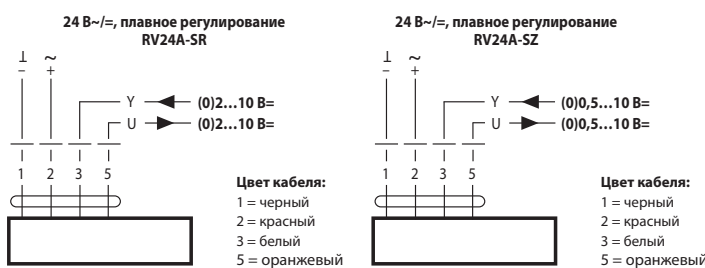 24 В~/=, плавное регулирование
RV24A-SR
⊥ ~
– +
Y (0)2…10 В=
U (0)2…10 В=
1 2 3 5
Цвет кабеля:
1 = черный
2 = красный
3 = белый
5 = оранжевый
24 В~/=, плавное регулирование
RV24A-SZ
⊥ ~
– +
Y (0)0,5…10 В=
U (0)0,5…10 В=
1 2 3 5
Цвет кабеля:
1 = черный
2 = красный
3 = белый
5 = оранжевый